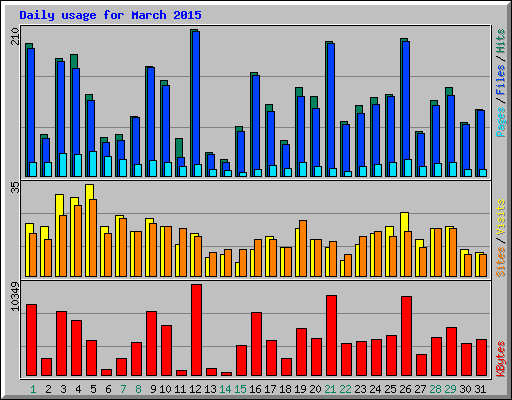 Daily usage for March 2015
210
Pages / Files / Hits
35
Sites / Visits
10349
KBytes
1 2 3 4 5 6 7 8 9 10 11 12 13 14 15 16 17 18 19 20 21 22 23 24 25 26 27 28 29 30 31